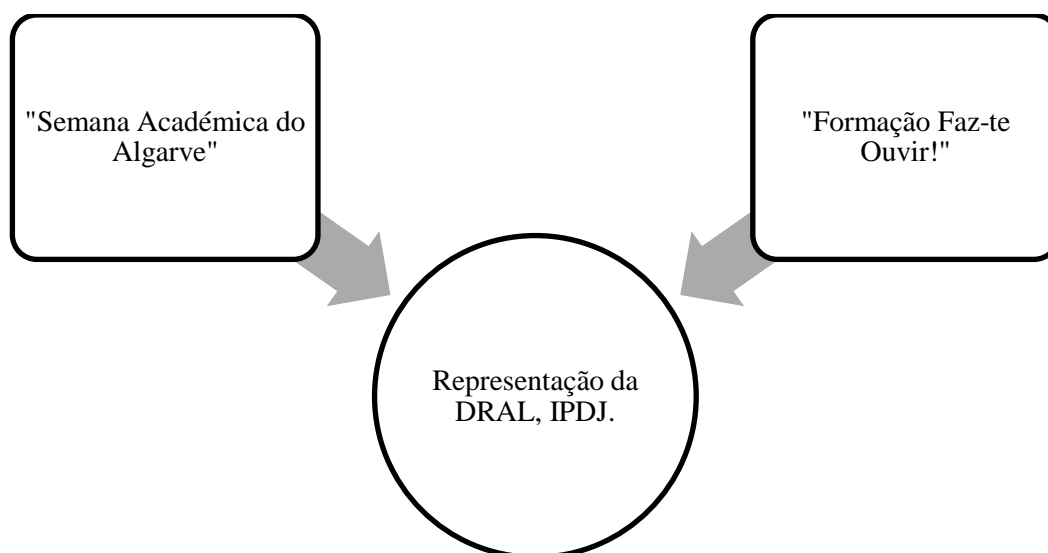 "Semana Académica do
Algarve"
"Formação Faz-te
Ouvir!"
Representação da
DRAL, IPDJ.